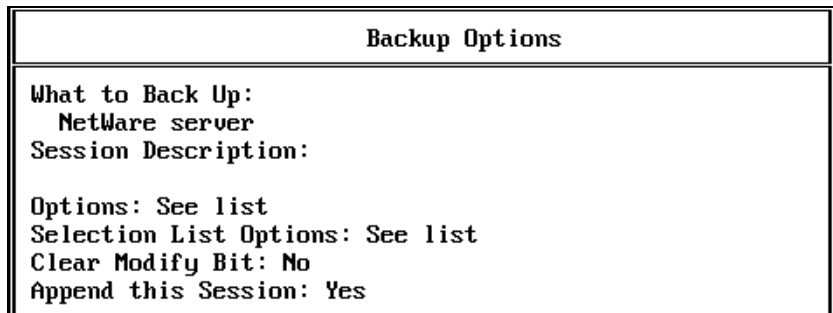 Backup Options
What to Back Up:
NetWare server
Session Description:
Options: See list
Selection List Options: See list
Clear Modify Bit: No
Append this Session: Yes